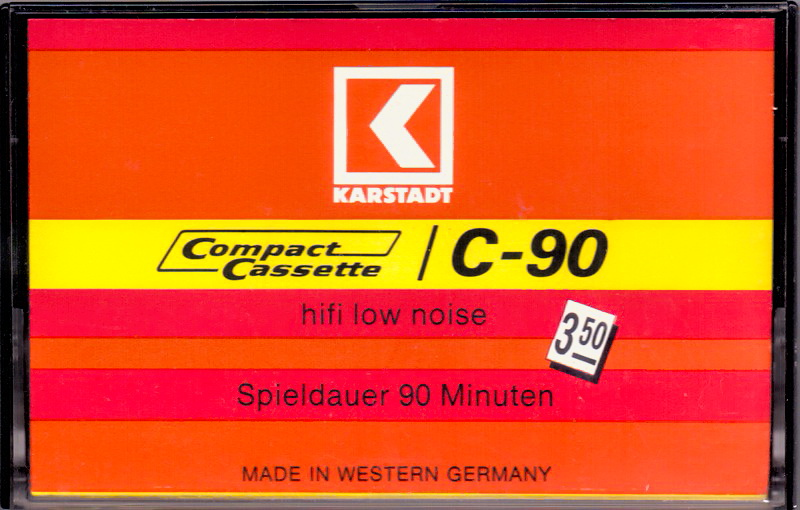 KARSTADT
Compact Cassette / C-90
hifi low noise
3 50
Spieldauer 90 Minuten
MADE IN WESTERN GERMANY